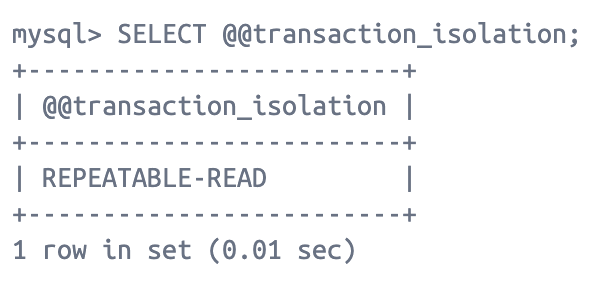 mysql> SELECT @@transaction_isolation;
+-------------------------+
| @@transaction_isolation |
+-------------------------+
| REPEATABLE-READ         |
+-------------------------+
1 row in set (0.01 sec)